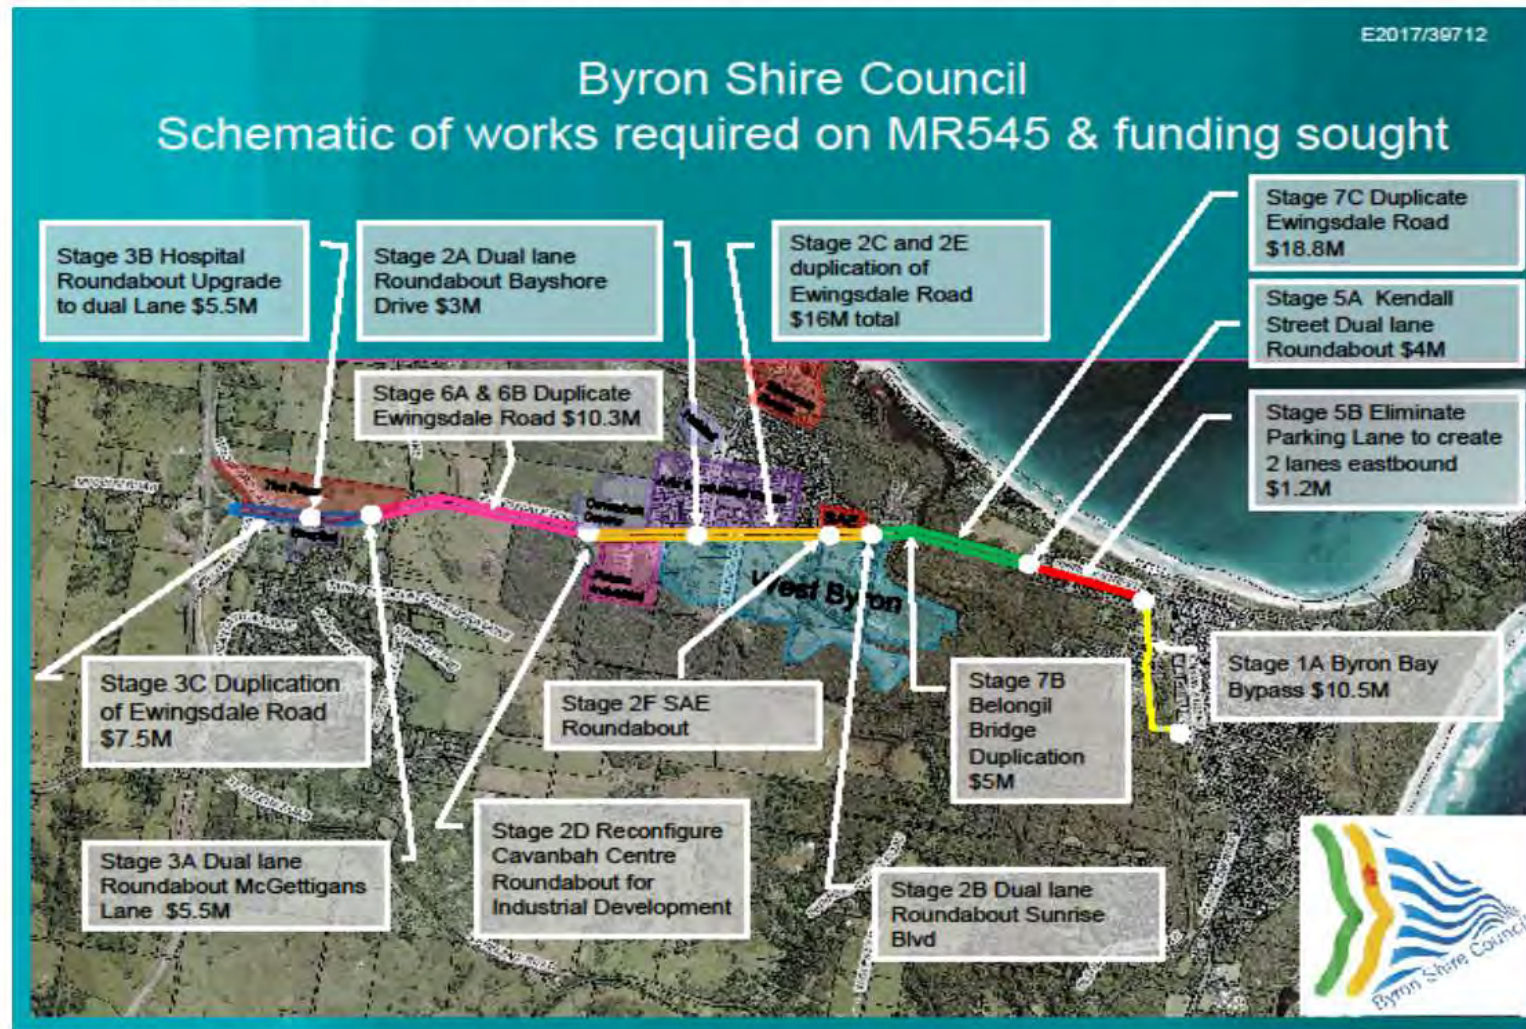 E2017/39712
Byron Shire Council
Schematic of works required on MR545 & funding sought
Stage 3B Hospital
Roundabout Upgrade
to dual Lane $5.5M
Stage 2A Dual lane
Roundabout Bayshore
Drive $3M
Stage 2C and 2E
duplication of
Ewingsdale Road
$16M total
Stage 7C Duplicate
Ewingsdale Road
$18.8M
Stage 5A Kendall
Street Dual lane
Roundabout $4M
Stage 6A & 6B Duplicate
Ewingsdale Road $10.3M
Stage 5B Eliminate
Parking Lane to create
2 lanes eastbound
$1.2M
Cavanbah
Centre
SAE
Hospital
West Byron
Stage 3C Duplication
of Ewingsdale Road
$7.5M
Stage 2F SAE
Roundabout
Stage 7B
Belongil
Bridge
Duplication
$5M
Stage 1A Byron Bay
Bypass $10.5M
Stage 3A Dual lane
Roundabout McGettigans
Lane $5.5M
Stage 2D Reconfigure
Cavanbah Centre
Roundabout for
Industrial Development
Stage 2B Dual lane
Roundabout Sunrise
Blvd
Byron Shire Council